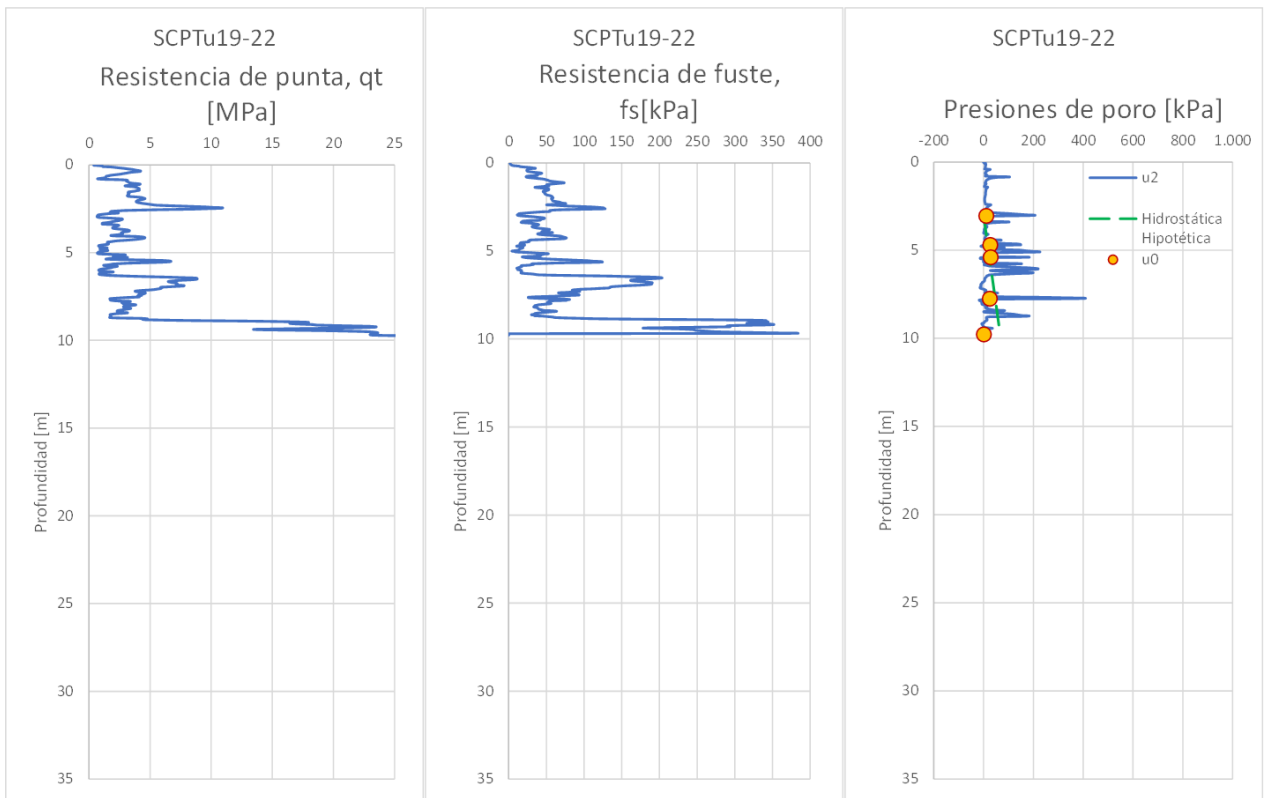 SCPTu19-22
Resistencia de punta, qt
[MPa]
0 5 10 15 20 25
0
5
10
15
20
25
30
35
Profundidad [m]
SCPTu19-22
Resistencia de fuste,
fs[kPa]
0 50 100 150 200 250 300 350 400
0
5
10
15
20
25
30
35
Profundidad [m]
SCPTu19-22
Presiones de poro [kPa]
-200 0 200 400 600 800 1.000
0
5
10
15
20
25
30
35
Profundidad [m]
u2
Hidrostática
Hipotética
u0